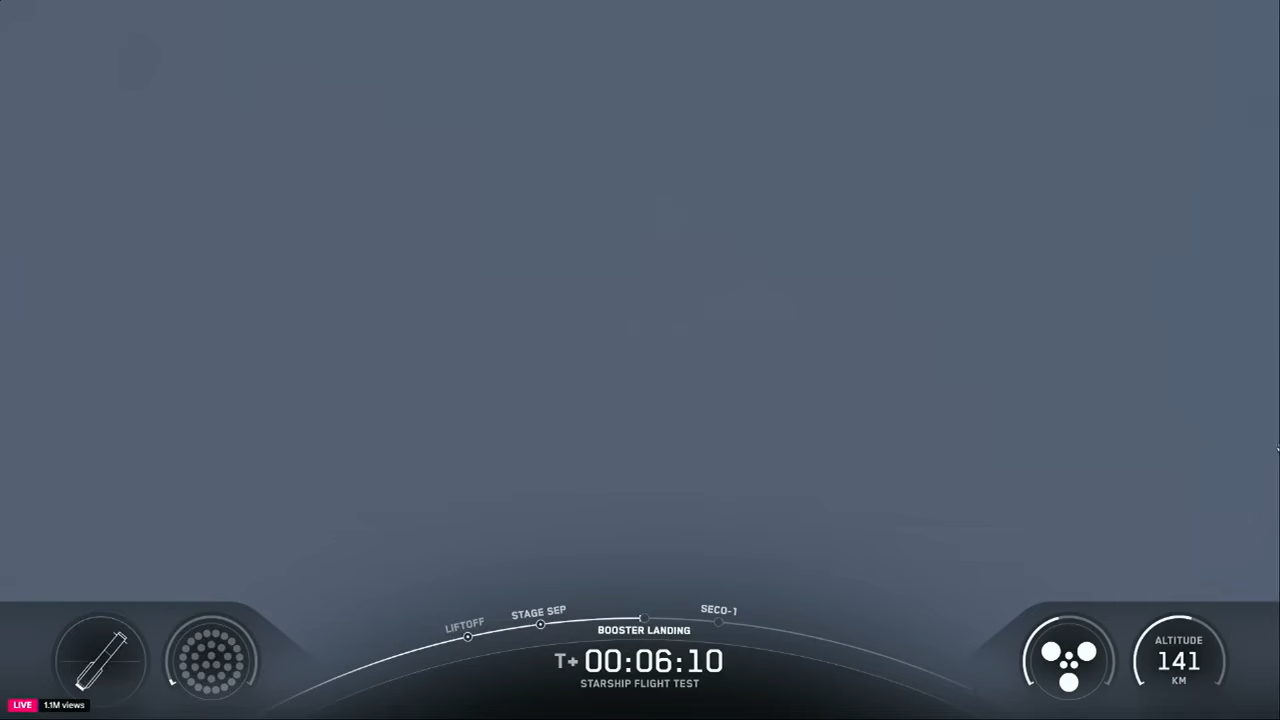 LIFTOFF
STAGE SEP
BOOSTER LANDING
SECO-1
T+ 00:06:10
STARSHIP FLIGHT TEST
ALTITUDE
141
KM
LIVE 1.1M views